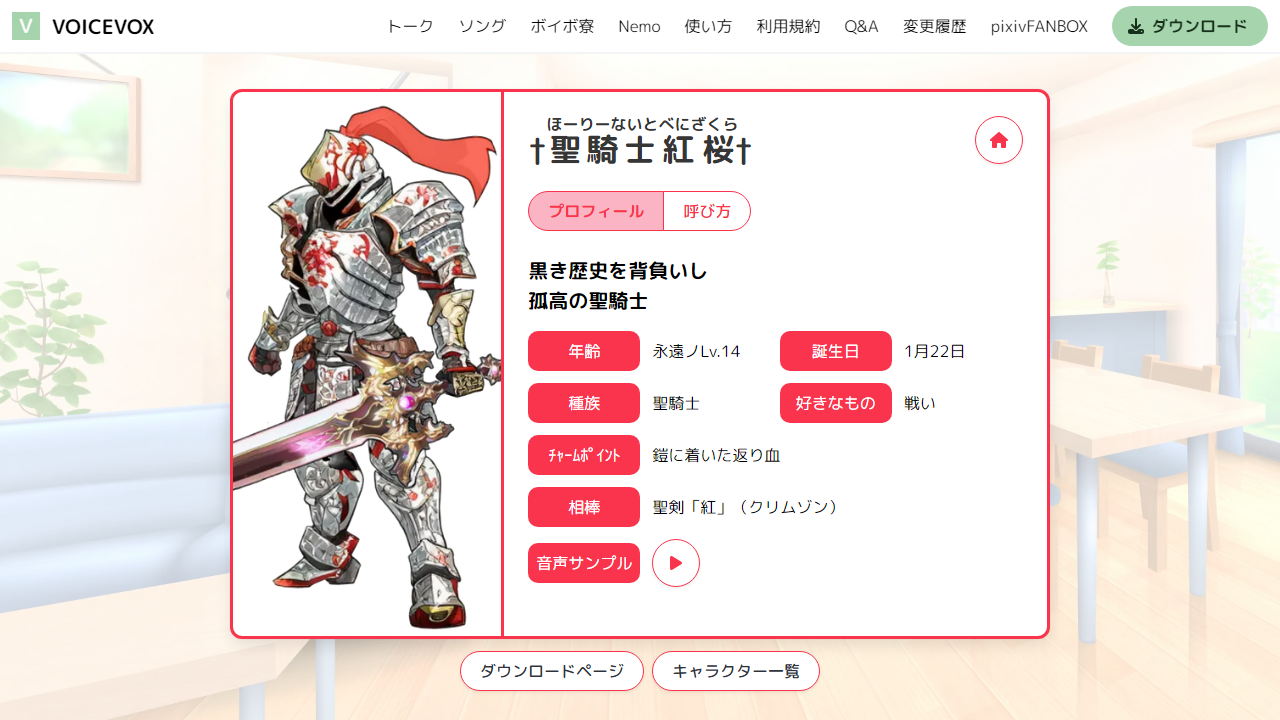 V VOICEVOX
トーク ソング ボイボ寮 Nemo 使い方 利用規約 Q&A 変更履歴 pixivFANBOX ダウンロード
ほーりーないとべにざくら
†聖騎士紅桜†
プロフィール 呼び方
黒き歴史を背負いし
孤高の聖騎士
年齢 永遠ノLv.14 誕生日 1月22日
種族 聖騎士 好きなもの 戦い
ﾁｬｰﾑﾎﾟｲﾝﾄ 鎧に着いた返り血
相棒 聖剣「紅」（クリムゾン）
音声サンプル
ダウンロードページ キャラクター一覧